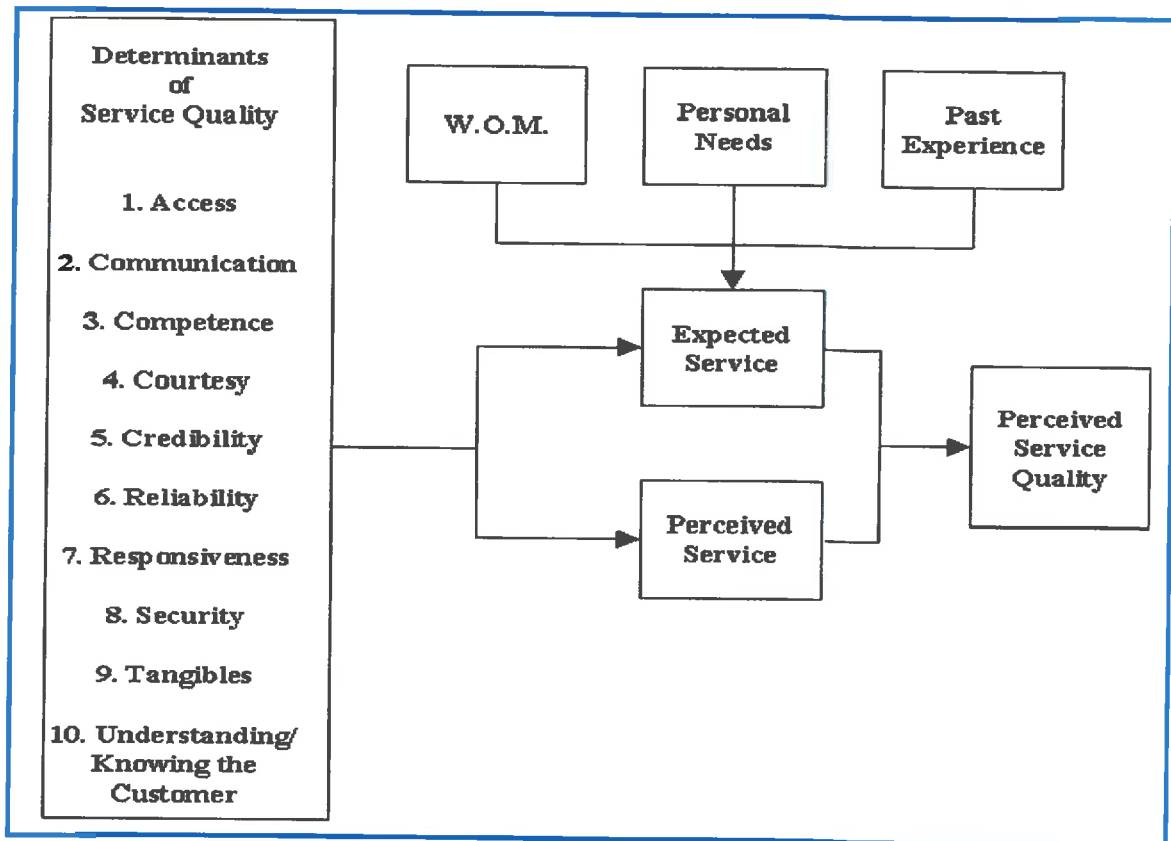 Determinants
of
Service Quality
1. Access
2. Communication
3. Competence
4. Courtesy
5. Credibility
6. Reliability
7. Responsiveness
8. Security
9. Tangibles
10. Understanding/
Knowing the
Customer
W.O.M.
Personal
Needs
Past
Experience
Expected
Service
Perceived
Service
Perceived
Service
Quality